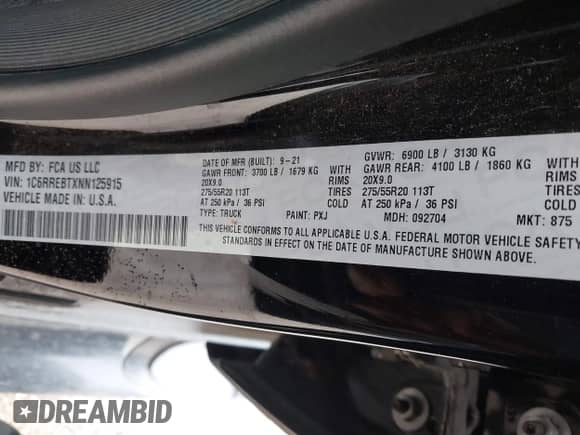 MFD BY: FCA US LLC
VIN: 1C6RREBTXNN125915
VEHICLE MADE IN: U.S.A.
DATE OF MFR (BUILT): 9-21
GAWR FRONT: 3700 LB / 1679 KG
20X9.0
275/55R20 113T
AT 250 kPa / 36 PSI
TYPE: TRUCK
PAINT: PXJ
GVWR: 6900 LB / 3130 KG
WITH GAWR REAR: 4100 LB / 1860 KG
RIMS 20X9.0
TIRES 275/55R20 113T
COLD AT 250 kPa / 36 PSI
MDH: 092704
WITH
RIMS
TIRES
COLD
MKT: 875
THIS VEHICLE CONFORMS TO ALL APPLICABLE U.S.A. FEDERAL MOTOR VEHICLE SAFETY
STANDARDS IN EFFECT ON THE DATE OF MANUFACTURE SHOWN ABOVE.
DREAMBID